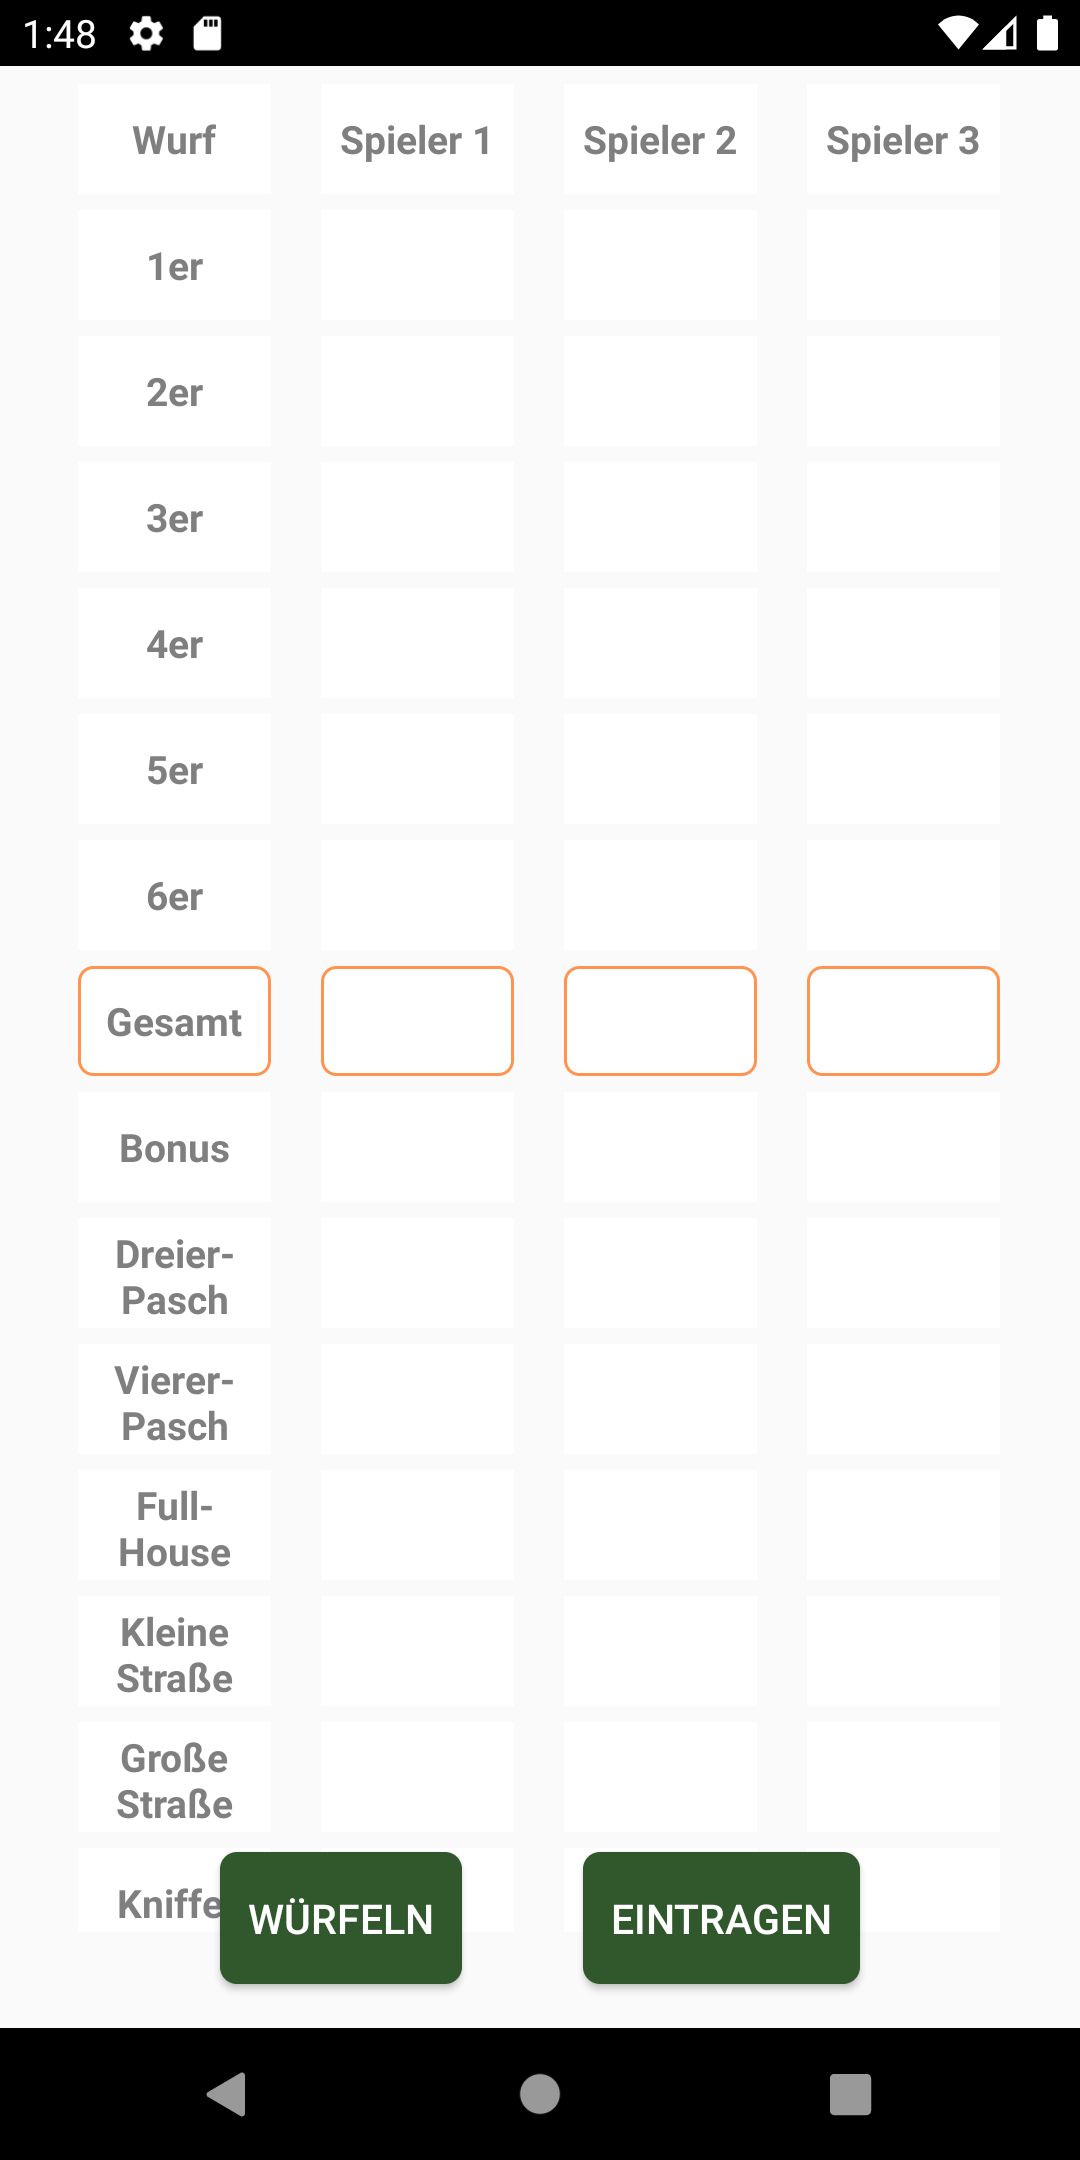 1:48
Wurf Spieler 1 Spieler 2 Spieler 3
1er
2er
3er
4er
5er
6er
Gesamt
Bonus
Dreier-
Pasch
Vierer-
Pasch
Full-
House
Kleine
Straße
Große
Straße
Kniffe
WÜRFELN EINTRAGEN